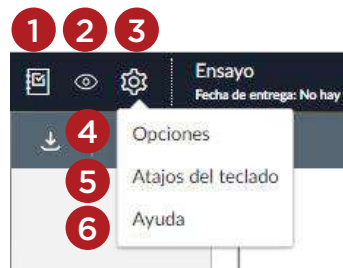 1 2 3
Ensayo
Fecha de entrega: No hay
4 Opciones
5 Atajos del teclado
6 Ayuda